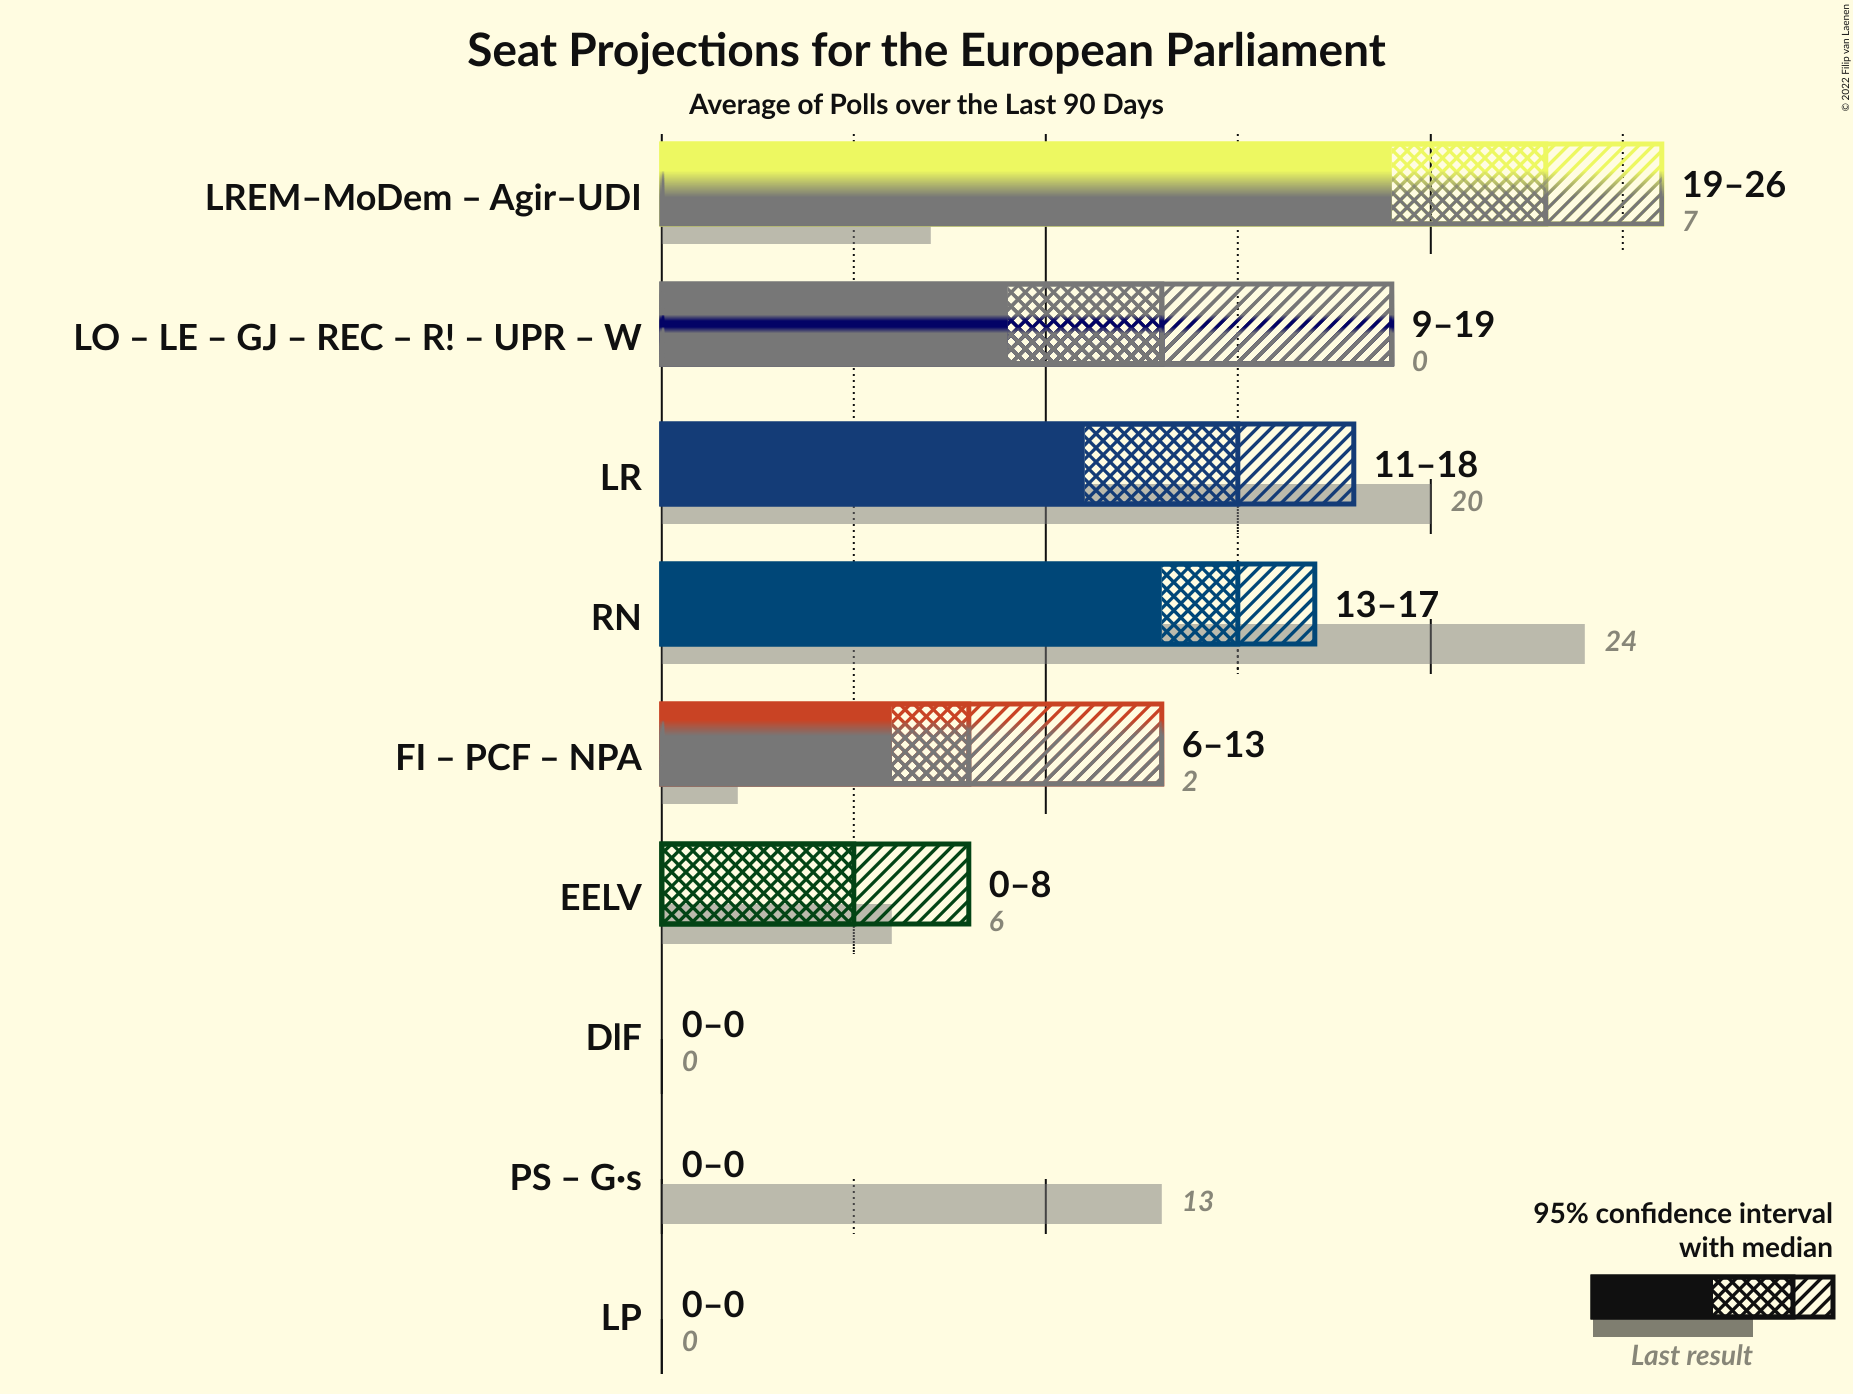 Seat Projections for the European Parliament
Average of Polls over the Last 90 Days
© 2022 Filip van Laenen
LREM–MoDem – Agir–UDI
19–26
7
LO – LE – GJ – REC – R! – UPR – W
9–19
0
LR
11–18
20
RN
13–17
24
FI – PCF – NPA
6–13
2
EELV
0–8
6
DlF
0–0
0
PS – G·s
0–0
13
LP
0–0
0
95% confidence interval
with median
Last result